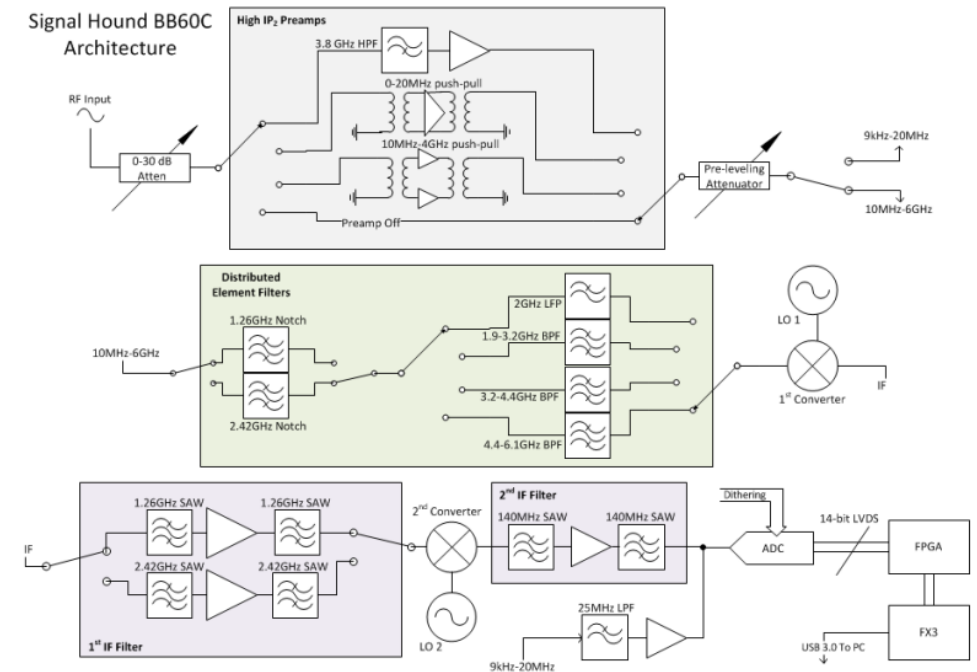 Signal Hound BB60C
Architecture
High IP2 Preamps
3.8 GHz HPF
RF Input
0-20MHz push-pull
10MHz-4GHz push-pull
0-30 dB
Atten
Preamp Off
Pre-leveling
Attenuator
9kHz-20MHz
10MHz-6GHz
Distributed
Element Filters
1.26GHz Notch
10MHz-6GHz
2.42GHz Notch
2GHz LFP
1.9-3.2GHz BPF
3.2-4.4GHz BPF
4.4-6.1GHz BPF
LO 1
1st Converter
IF
IF
1.26GHz SAW
1.26GHz SAW
2.42GHz SAW
2.42GHz SAW
1st IF Filter
2nd Converter
LO 2
2nd IF Filter
140MHz SAW
140MHz SAW
25MHz LPF
9kHz-20MHz
Dithering
ADC
14-bit LVDS
FPGA
FX3
USB 3.0 To PC